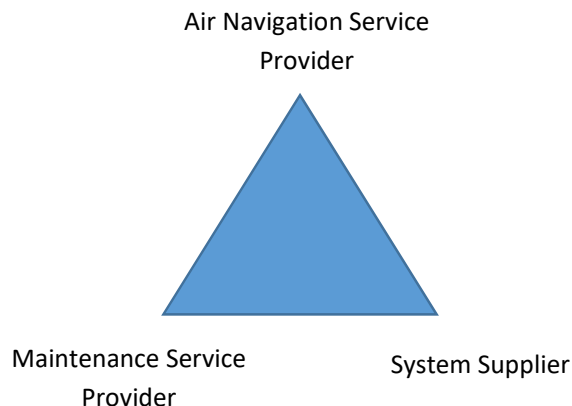 Air Navigation Service
Provider
Maintenance Service
Provider
System Supplier